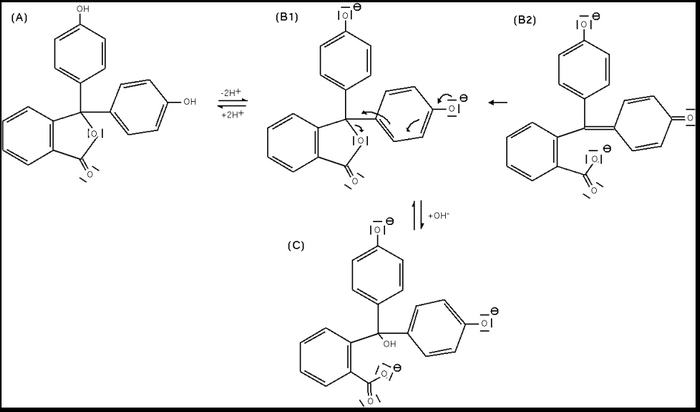 (A)
OH
OH
O
O
-2H+
+2H+
(B1)
O ⊖
O ⊖
O
O
(B2)
O ⊖
O
O ⊖
O
+OH-
(C)
O ⊖
O ⊖
OH
O ⊖
O